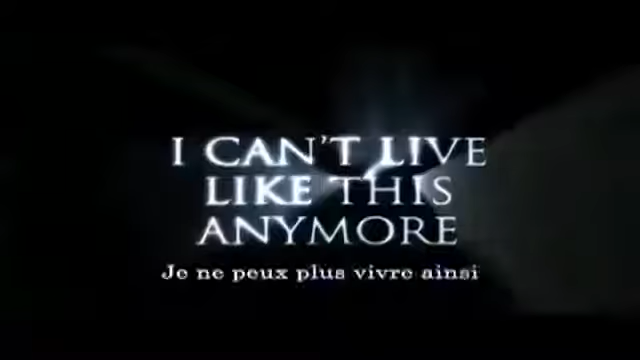 I CAN'T LIVE
LIKE THIS
ANYMORE
Je ne peux plus vivre ainsi